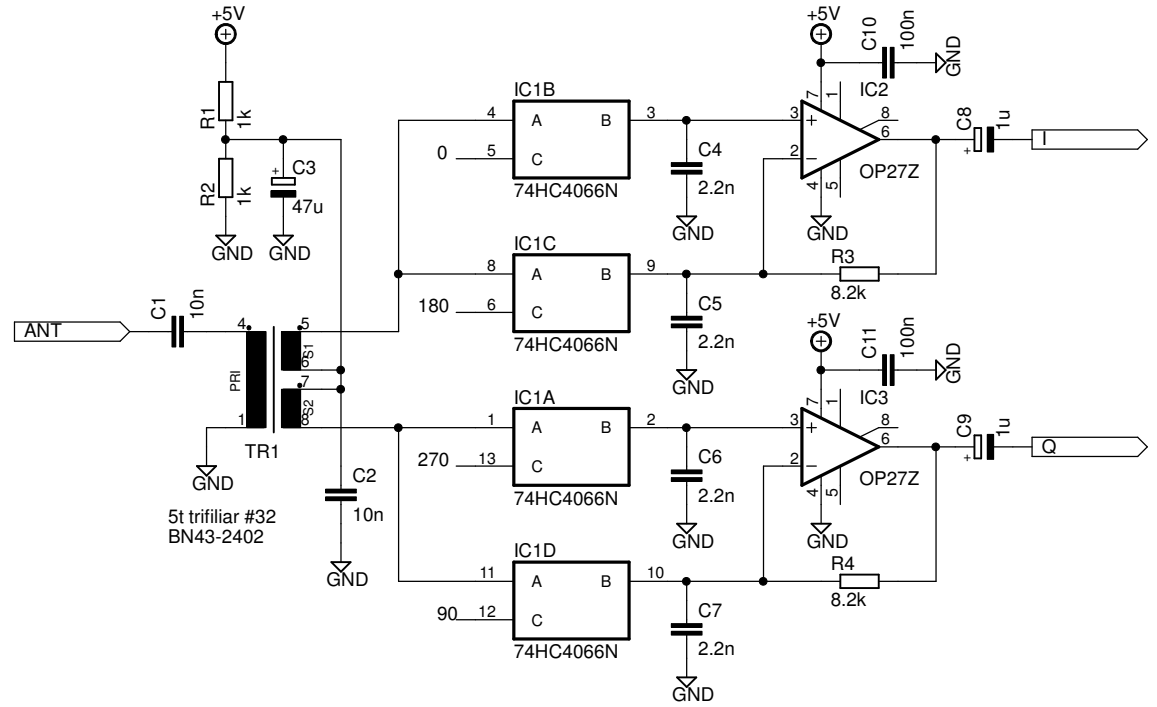 +5V
R1
1k
R2
1k
C3
+
47u
GND
GND
ANT
C1
10n
4
PRI
1
5
S1
6
7
S2
8
TR1
GND
5t trifiliar #32
BN43-2402
C2
10n
GND
IC1B
4
A
B
3
0
5
C
74HC4066N
C4
2.2n
GND
IC1C
8
A
B
9
180
6
C
74HC4066N
C5
2.2n
GND
IC1A
1
A
B
2
270
13
C
74HC4066N
C6
2.2n
GND
IC1D
11
A
B
10
90
12
C
74HC4066N
C7
2.2n
GND
+5V
C10
100n
GND
IC2
7
1
3
+
8
6
2
−
4
5
OP27Z
GND
R3
8.2k
C8
1u
+
I
+5V
C11
100n
GND
IC3
7
1
3
+
8
6
2
−
4
5
OP27Z
GND
R4
8.2k
C9
1u
+
Q